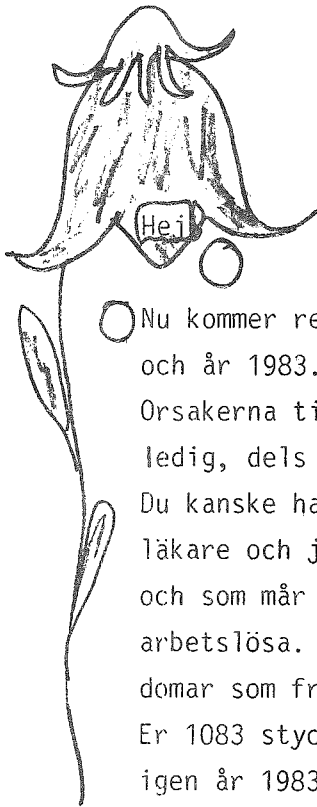 Hej
Nu kommer re
och år 1983.
Orsakerna ti
ledig, dels
Du kanske ha
läkare och j
och som mår
arbetslösa.
domar som fr
Er 1083 styc
igen år 1983